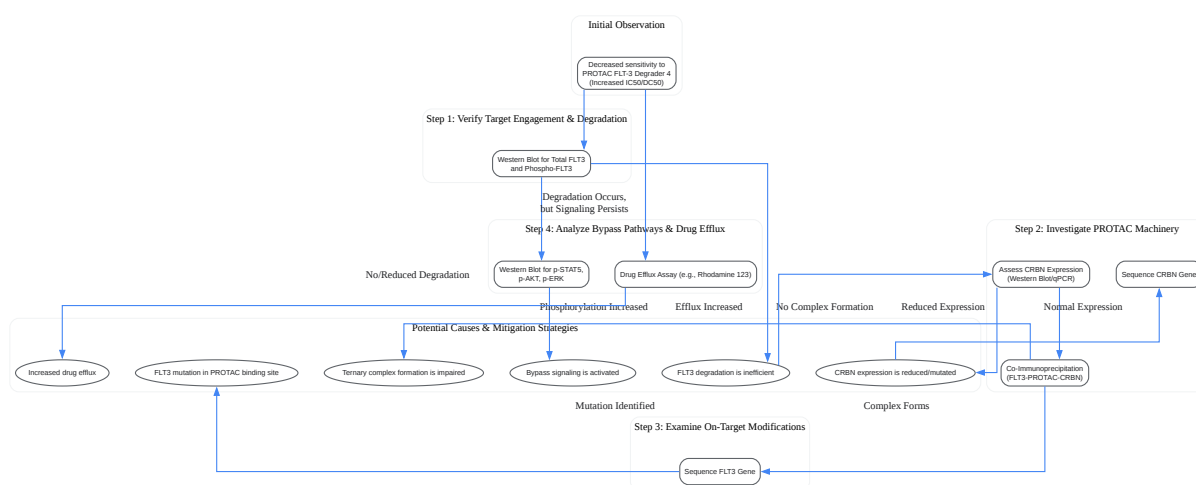 Initial Observation
Decreased sensitivity to
PROTAC FLT-3 Degrader 4
(Increased IC50/DC50)
Step 1: Verify Target Engagement & Degradation
Western Blot for Total FLT3
and Phospho-FLT3
Degradation Occurs,
but Signaling Persists
Step 4: Analyze Bypass Pathways & Drug Efflux
Step 2: Investigate PROTAC Machinery
No/Reduced Degradation
Western Blot for p-STAT5,
p-AKT, p-ERK
Drug Efflux Assay (e.g., Rhodamine 123)
Assess CRBN Expression
(Western Blot/qPCR)
Sequence CRBN Gene
Phosphorylation Increased
Efflux Increased
No Complex Formation
Reduced Expression
Normal Expression
Potential Causes & Mitigation Strategies
Increased drug efflux
FLT3 mutation in PROTAC binding site
Ternary complex formation is impaired
Bypass signaling is activated
FLT3 degradation is inefficient
CRBN expression is reduced/mutated
Co-Immunoprecipitation
(FLT3-PROTAC-CRBN)
Mutation Identified
Complex Forms
Step 3: Examine On-Target Modifications
Sequence FLT3 Gene